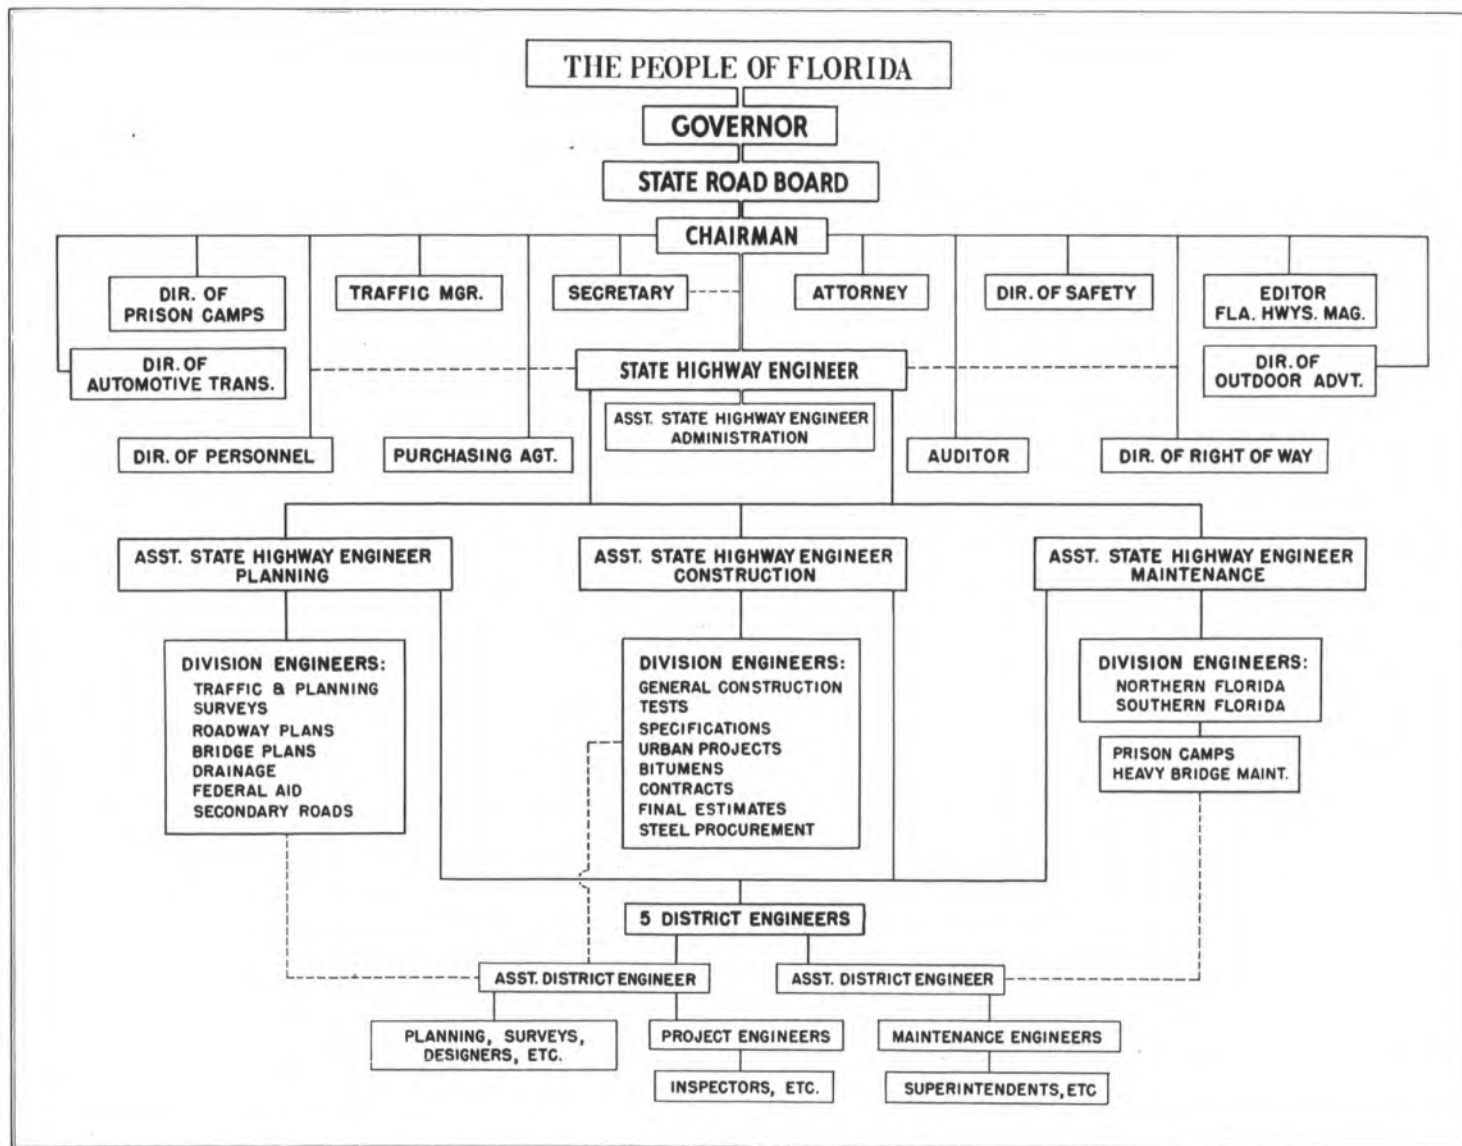 THE PEOPLE OF FLORIDA
GOVERNOR
STATE ROAD BOARD
CHAIRMAN
DIR. OF
PRISON CAMPS
TRAFFIC MGR.
SECRETARY
ATTORNEY
DIR. OF SAFETY
EDITOR
FLA. HWYS. MAG.
DIR. OF
AUTOMOTIVE TRANS.
STATE HIGHWAY ENGINEER
DIR. OF
OUTDOOR ADVT.
ASST. STATE HIGHWAY ENGINEER
ADMINISTRATION
DIR. OF PERSONNEL
PURCHASING AGT.
AUDITOR
DIR. OF RIGHT OF WAY
ASST. STATE HIGHWAY ENGINEER
PLANNING
ASST. STATE HIGHWAY ENGINEER
CONSTRUCTION
ASST. STATE HIGHWAY ENGINEER
MAINTENANCE
DIVISION ENGINEERS:
TRAFFIC & PLANNING
SURVEYS
ROADWAY PLANS
BRIDGE PLANS
DRAINAGE
FEDERAL AID
SECONDARY ROADS
DIVISION ENGINEERS:
GENERAL CONSTRUCTION
TESTS
SPECIFICATIONS
URBAN PROJECTS
BITUMENS
CONTRACTS
FINAL ESTIMATES
STEEL PROCUREMENT
DIVISION ENGINEERS:
NORTHERN FLORIDA
SOUTHERN FLORIDA
PRISON CAMPS
HEAVY BRIDGE MAINT.
5 DISTRICT ENGINEERS
ASST. DISTRICT ENGINEER
ASST. DISTRICT ENGINEER
PLANNING, SURVEYS,
DESIGNERS, ETC.
PROJECT ENGINEERS
MAINTENANCE ENGINEERS
INSPECTORS, ETC.
SUPERINTENDENTS, ETC